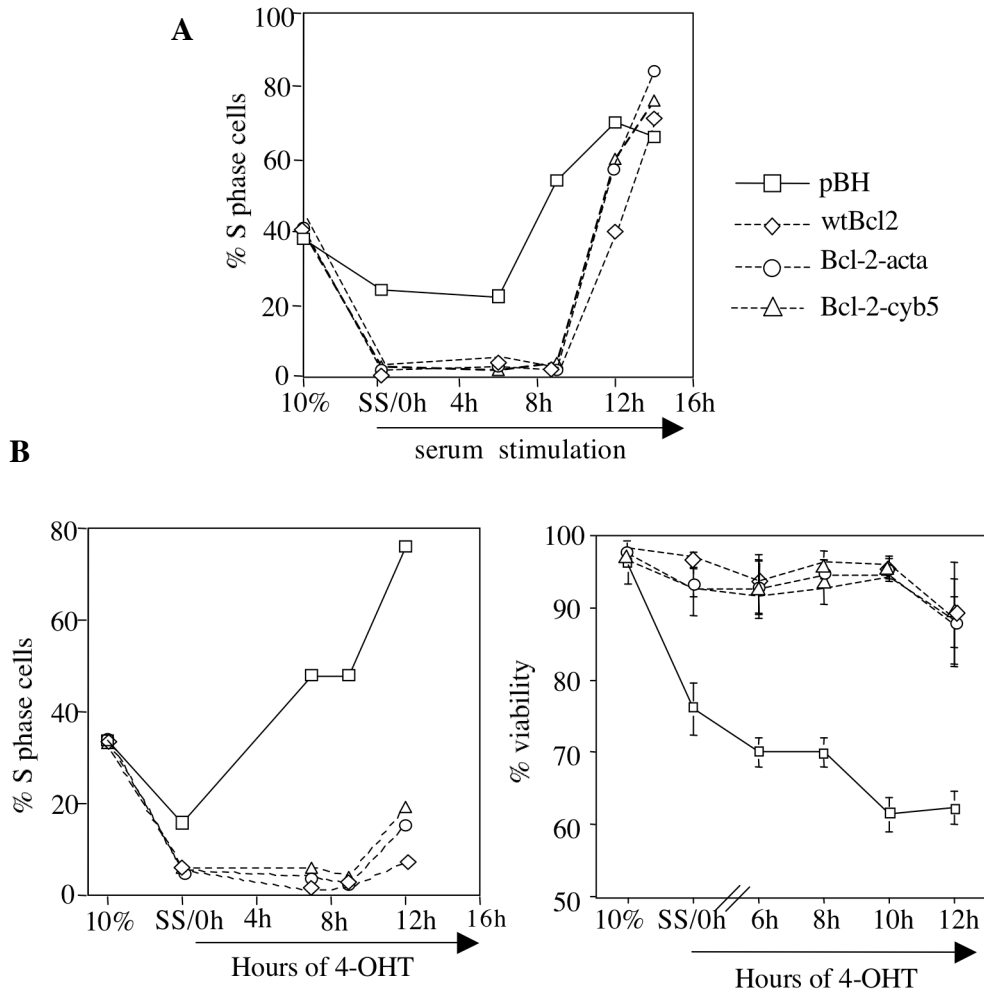 A
% S phase cells
100
80
60
40
20
0
10% SS/0h 4h 8h 12h 16h
serum stimulation
pBH
wtBcl2
Bcl-2-acta
Bcl-2-cyb5
B
% S phase cells
80
60
40
20
0
10% SS/0h 4h 8h 12h 16h
Hours of 4-OHT
% viability
100
90
80
70
60
50
10% SS/0h 6h 8h 10h 12h
Hours of 4-OHT